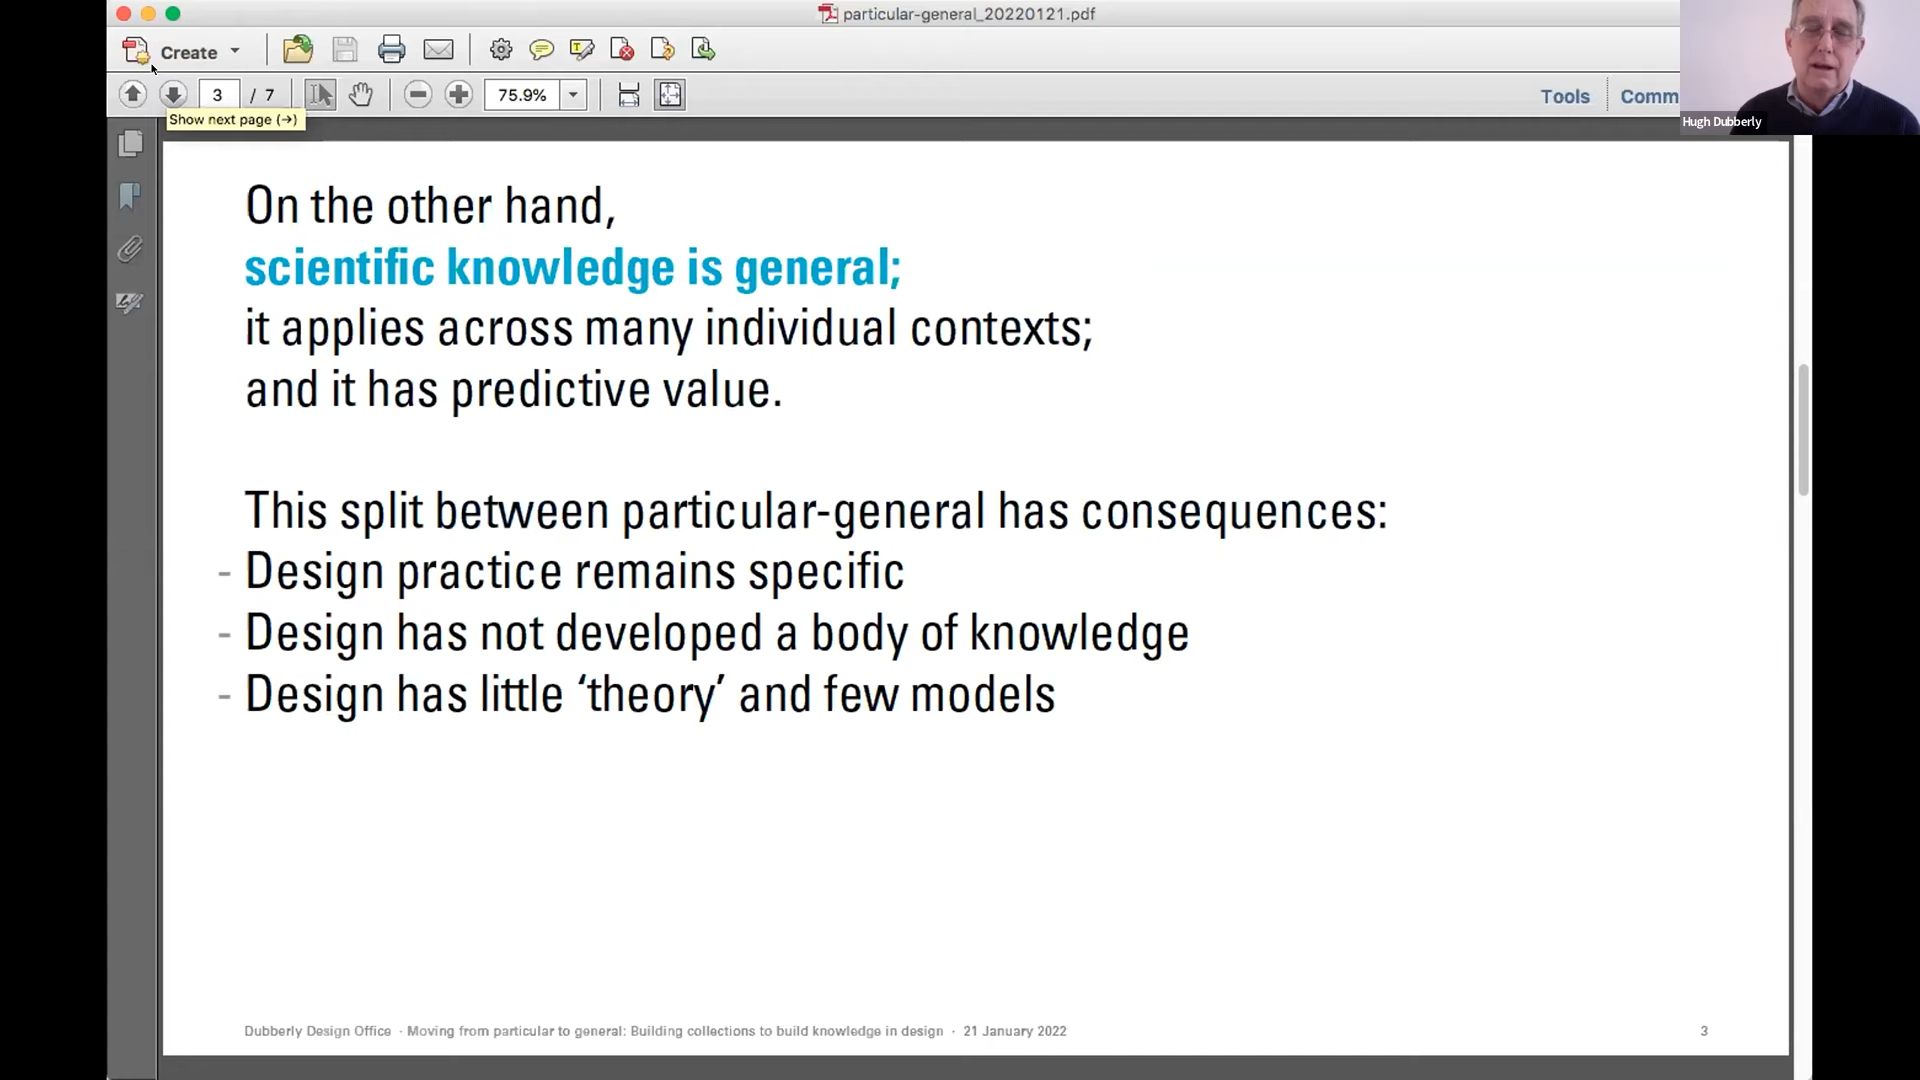 particular-general_20220121.pdf
Create
3 / 7
75.9%
Tools
Comm
Show next page (→)
Hugh Dubberly
On the other hand,
scientific knowledge is general;
it applies across many individual contexts;
and it has predictive value.
This split between particular-general has consequences:
- Design practice remains specific
- Design has not developed a body of knowledge
- Design has little ‘theory’ and few models
Dubberly Design Office · Moving from particular to general: Building collections to build knowledge in design · 21 January 2022
3